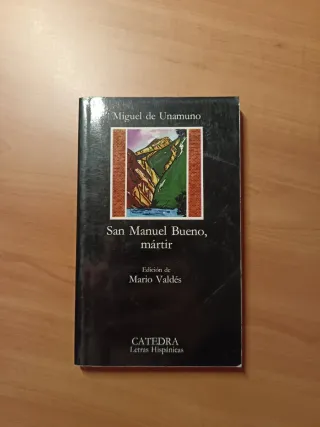 Miguel de Unamuno
San Manuel Bueno,
mártir
Edición de
Mario Valdés
CATEDRA
Letras Hispánicas